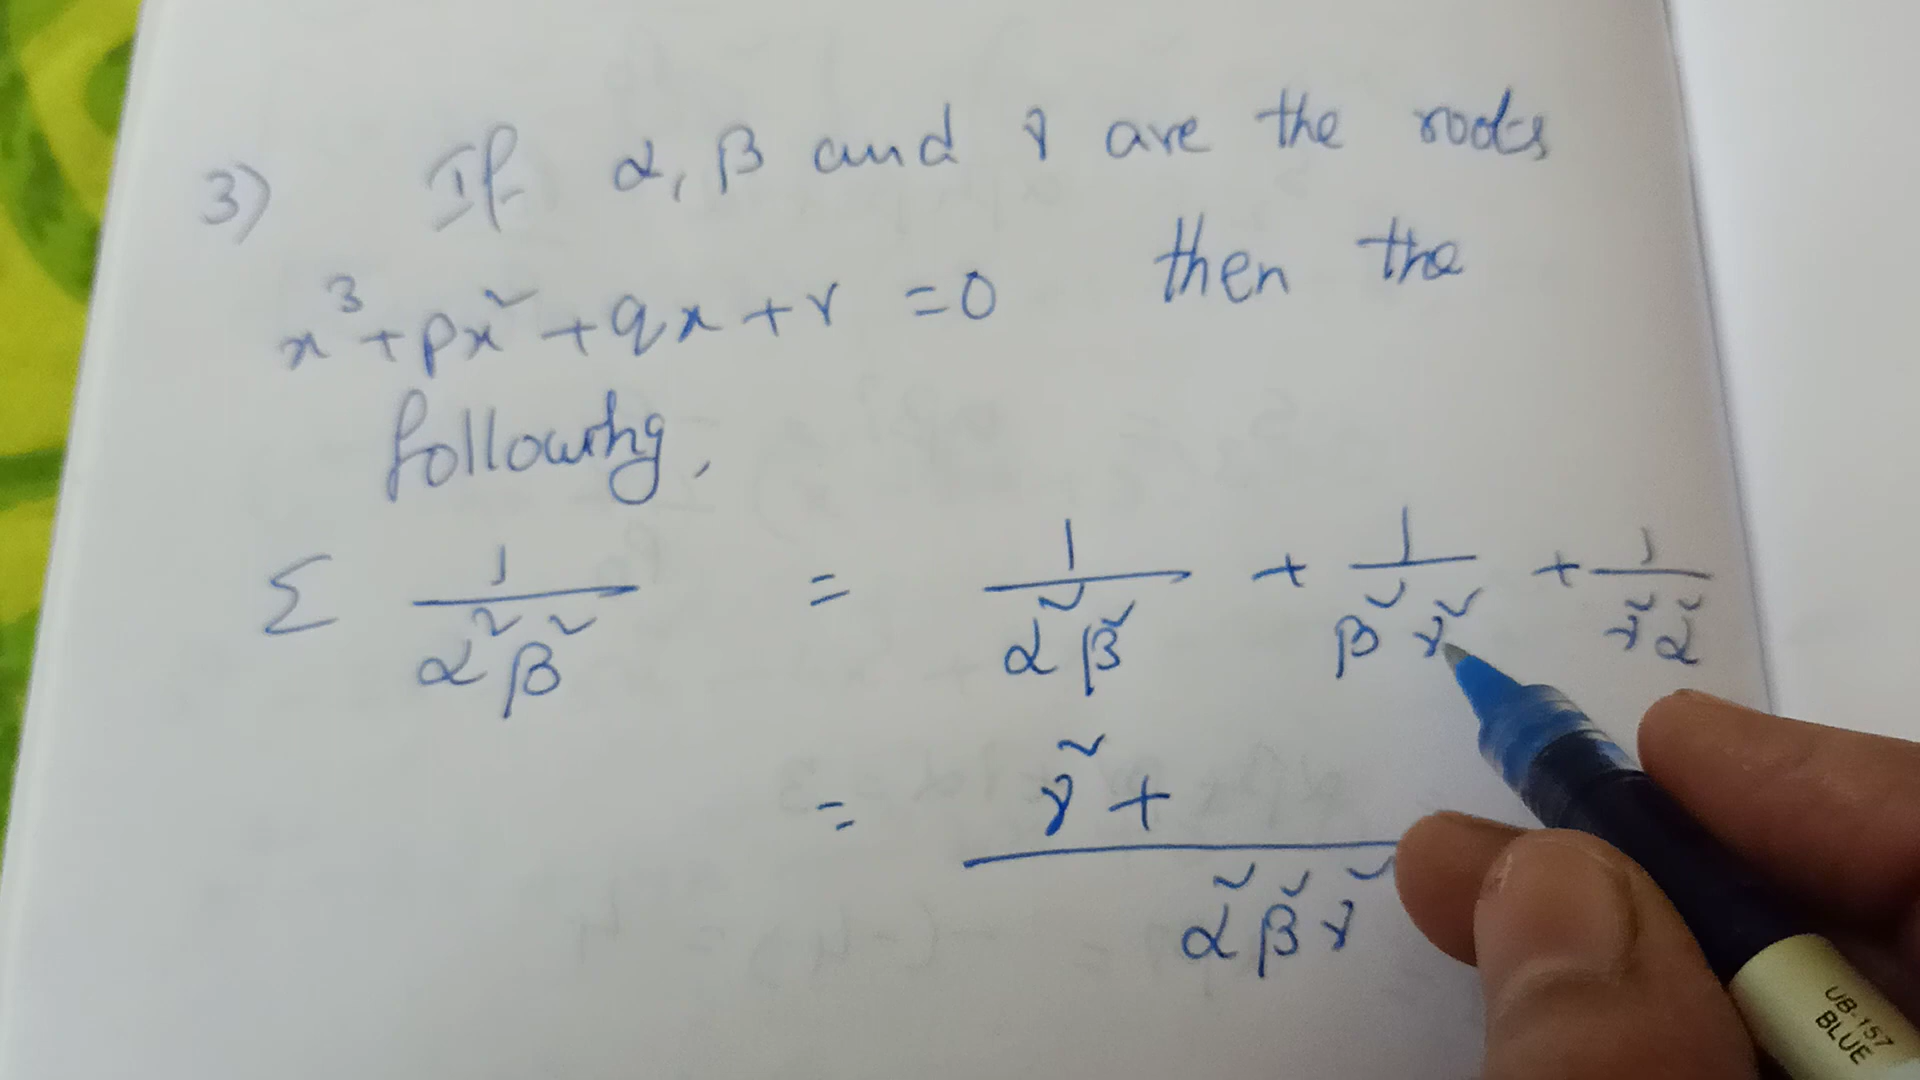 3) If α, β and γ are the roots
x³ + px² + qx + r = 0 then the
following,
Σ 1/α²β² = 1/α²β² + 1/β²γ² + 1/γ²α²
= γ² + / α²β²γ²
UB-157
BLUE